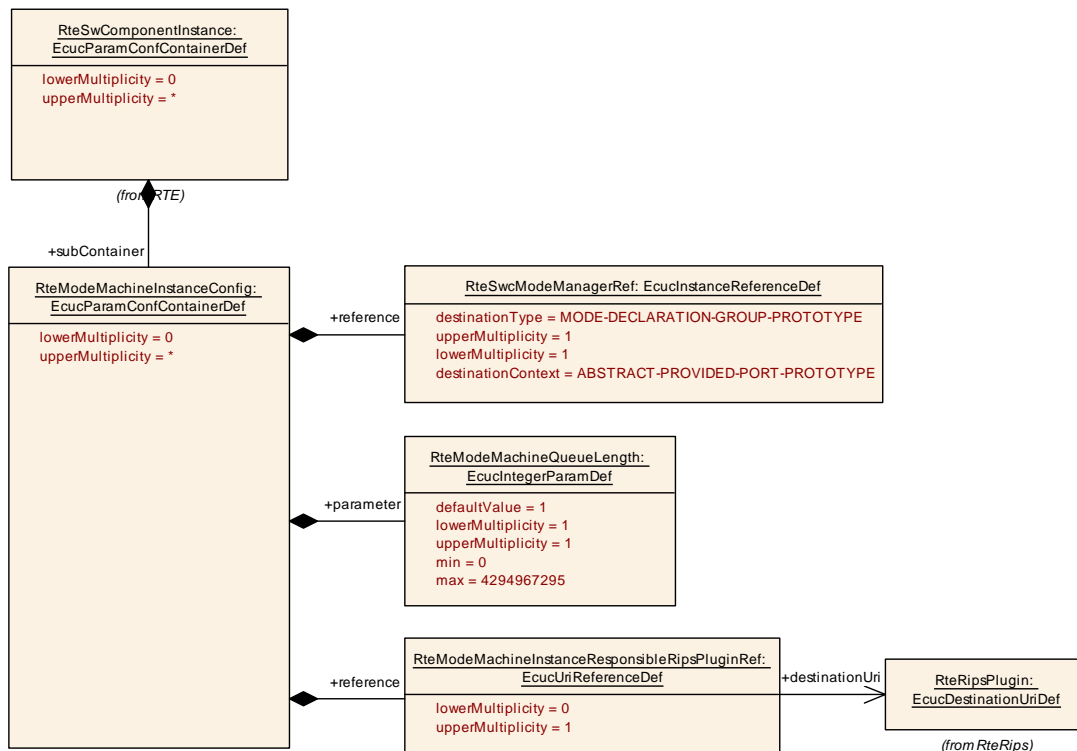 RteSwComponentInstance:
EcucParamConfContainerDef
lowerMultiplicity = 0
upperMultiplicity = *
(from RTE)
+subContainer
RteModeMachineInstanceConfig:
EcucParamConfContainerDef
lowerMultiplicity = 0
upperMultiplicity = *
+reference
RteSwcModeManagerRef: EcucInstanceReferenceDef
destinationType = MODE-DECLARATION-GROUP-PROTOTYPE
upperMultiplicity = 1
lowerMultiplicity = 1
destinationContext = ABSTRACT-PROVIDED-PORT-PROTOTYPE
+parameter
RteModeMachineQueueLength:
EcucIntegerParamDef
defaultValue = 1
lowerMultiplicity = 1
upperMultiplicity = 1
min = 0
max = 4294967295
+reference
RteModeMachineInstanceResponsibleRipsPluginRef:
EcucUriReferenceDef
lowerMultiplicity = 0
upperMultiplicity = 1
+destinationUri
RteRipsPlugin:
EcucDestinationUriDef
(from RteRips)